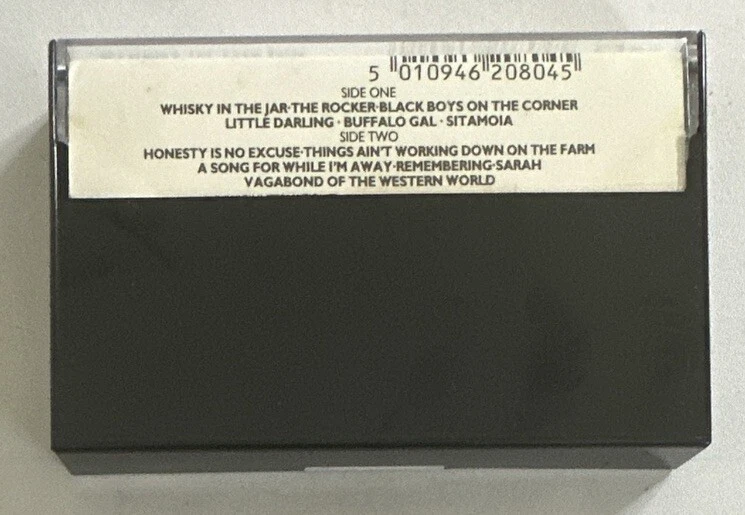 5 010946 208045
SIDE ONE
WHISKY IN THE JAR·THE ROCKER·BLACK BOYS ON THE CORNER
LITTLE DARLING · BUFFALO GAL · SITAMOIA
SIDE TWO
HONESTY IS NO EXCUSE·THINGS AIN'T WORKING DOWN ON THE FARM
A SONG FOR WHILE I'M AWAY·REMEMBERING·SARAH
VAGABOND OF THE WESTERN WORLD